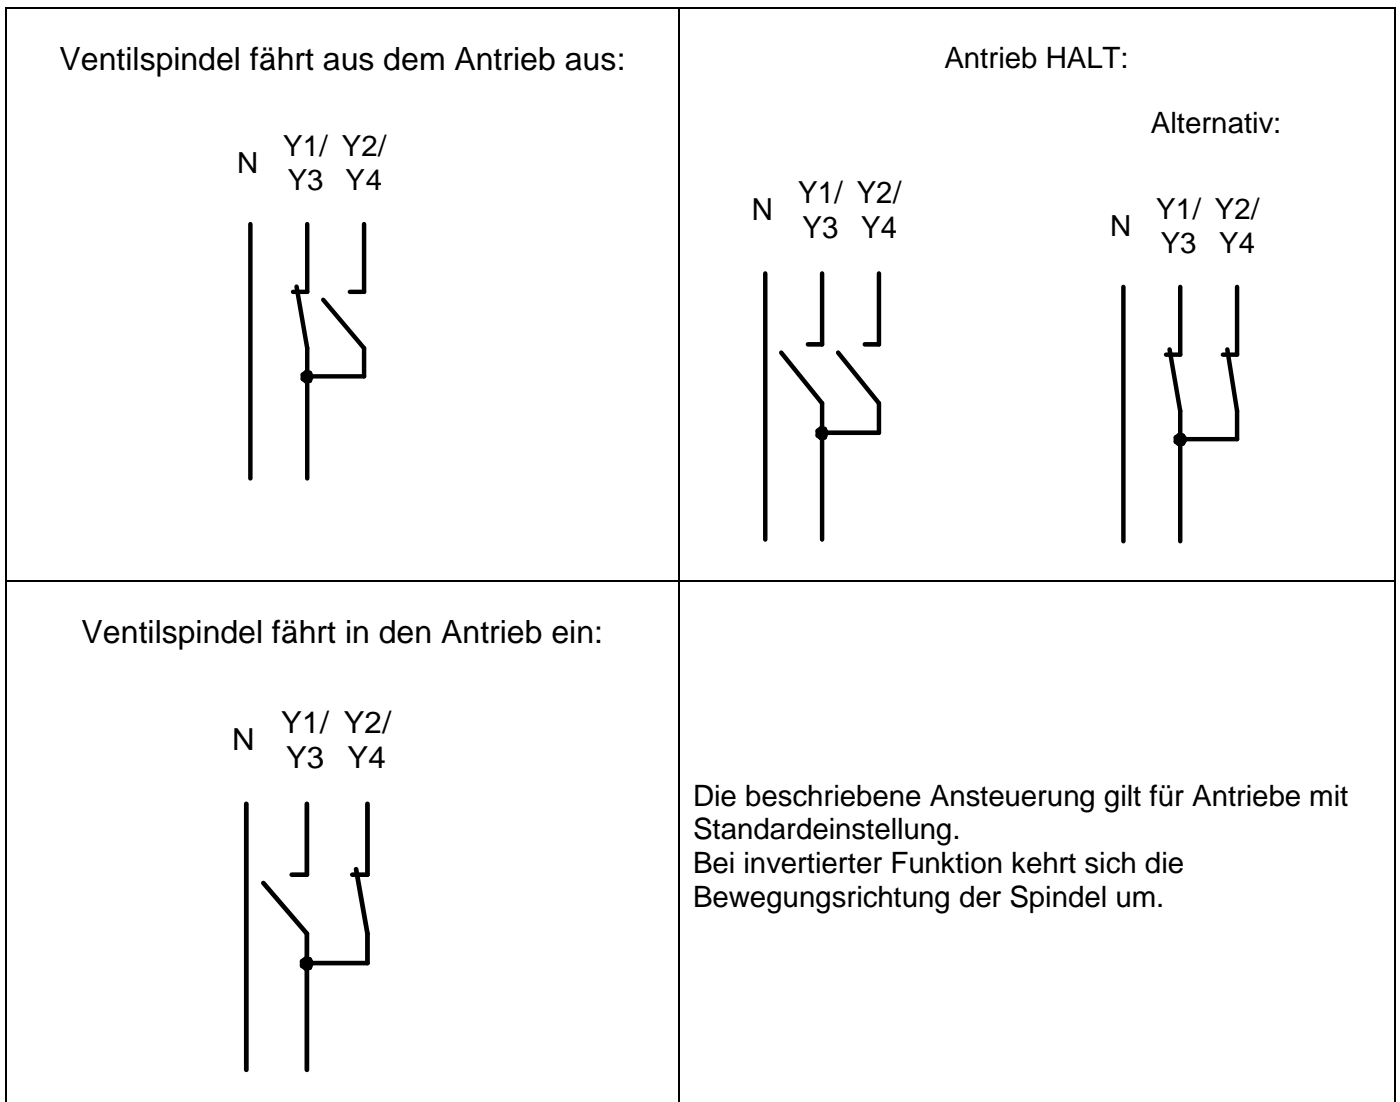 Ventilspindel fährt aus dem Antrieb aus:
N Y1/ Y2/
Y3 Y4
Antrieb HALT:
Alternativ:
N Y1/ Y2/
Y3 Y4
N Y1/ Y2/
Y3 Y4
Ventilspindel fährt in den Antrieb ein:
N Y1/ Y2/
Y3 Y4
Die beschriebene Ansteuerung gilt für Antriebe mit
Standardeinstellung.
Bei invertierter Funktion kehrt sich die
Bewegungsrichtung der Spindel um.